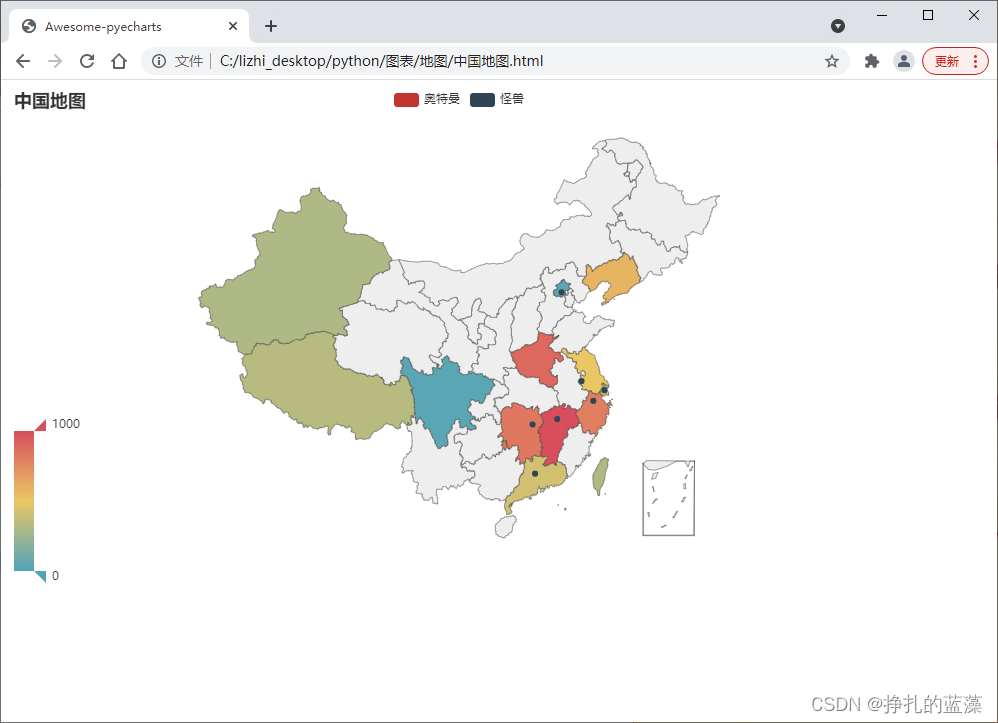 Awesome-pyecharts
文件 C:/lizhi_desktop/python/图表/地图/中国地图.html 更新
中国地图 奥特曼 怪兽
1000
0
CSDN @挣扎的蓝藻